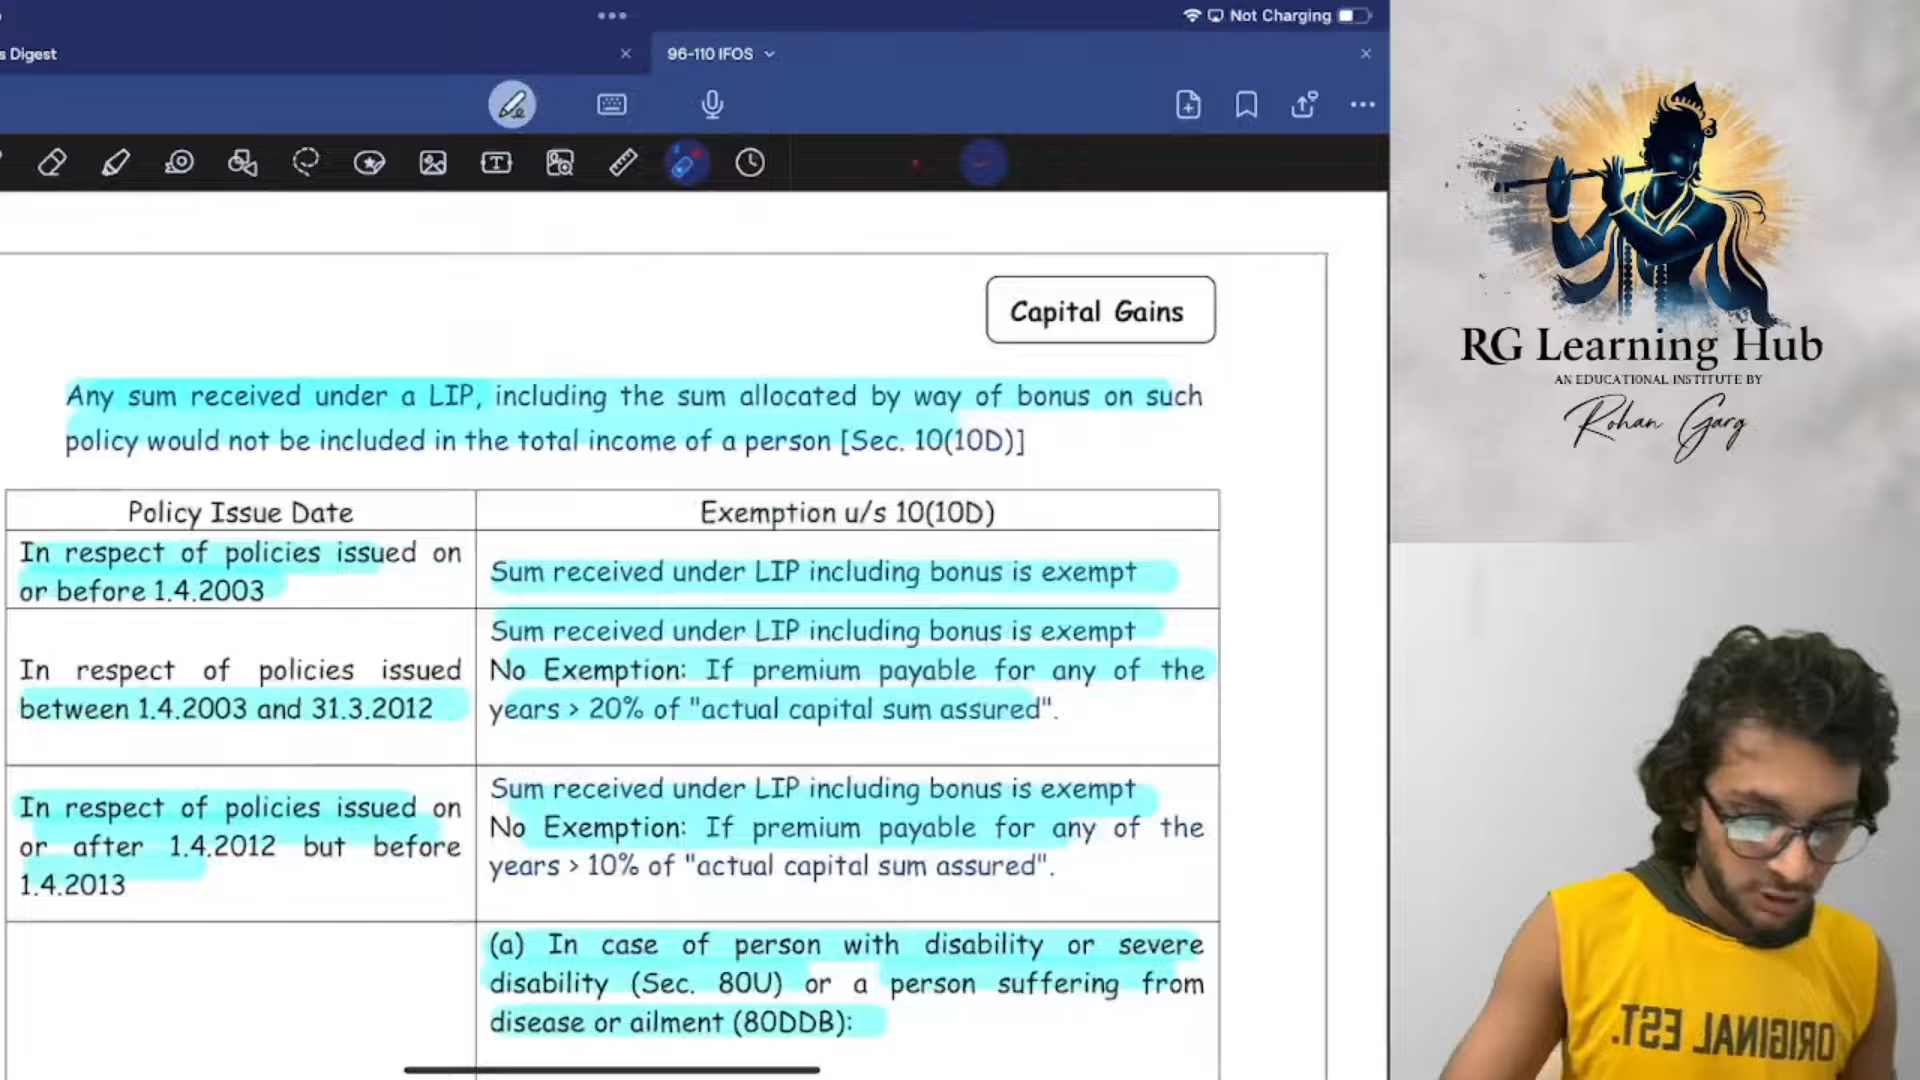 Not Charging
s Digest
96-110 IFOS
Capital Gains
Any sum received under a LIP, including the sum allocated by way of bonus on such
policy would not be included in the total income of a person [Sec. 10(10D)]
Policy Issue Date
Exemption u/s 10(10D)
In respect of policies issued on
or before 1.4.2003
Sum received under LIP including bonus is exempt
In respect of policies issued
between 1.4.2003 and 31.3.2012
Sum received under LIP including bonus is exempt
No Exemption: If premium payable for any of the
years > 20% of "actual capital sum assured".
In respect of policies issued on
or after 1.4.2012 but before
1.4.2013
Sum received under LIP including bonus is exempt
No Exemption: If premium payable for any of the
years > 10% of "actual capital sum assured".
(a) In case of person with disability or severe
disability (Sec. 80U) or a person suffering from
disease or ailment (80DDB):
RG Learning Hub
AN EDUCATIONAL INSTITUTE BY
Rohan Garg
ORIGINAL EST.